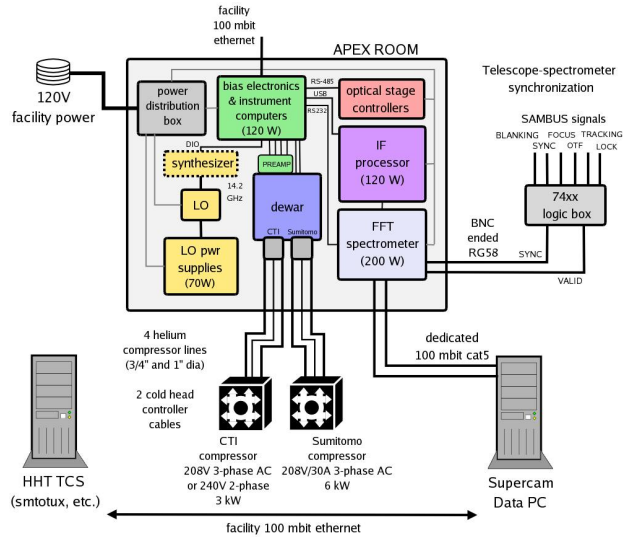 facility
100 mbit
ethernet
APEX ROOM
120V
facility power
power
distribution
box
bias electronics
& instrument
computers
(120 W)
RS-485
USB
RS232
optical stage
controllers
Telescope-spectrometer
synchronization
SAMBUS signals
BLANKING
FOCUS
TRACKING
SYNC
OTF
LOCK
DIO
synthesizer
PREAMP
IF
processor
(120 W)
14.2
GHz
LO
dewar
CTI
Sumitomo
FFT
spectrometer
(200 W)
74xx
logic box
BNC
ended
RG58
SYNC
VALID
LO pwr
supplies
(70W)
4 helium
compressor lines
(3/4" and 1" dia)
2 cold head
controller
cables
dedicated
100 mbit cat5
CTI
compressor
208V 3-phase AC
or 240V 2-phase
3 kW
Sumitomo
compressor
208V/30A 3-phase AC
6 kW
HHT TCS
(smtotux, etc.)
Supercam
Data PC
facility 100 mbit ethernet